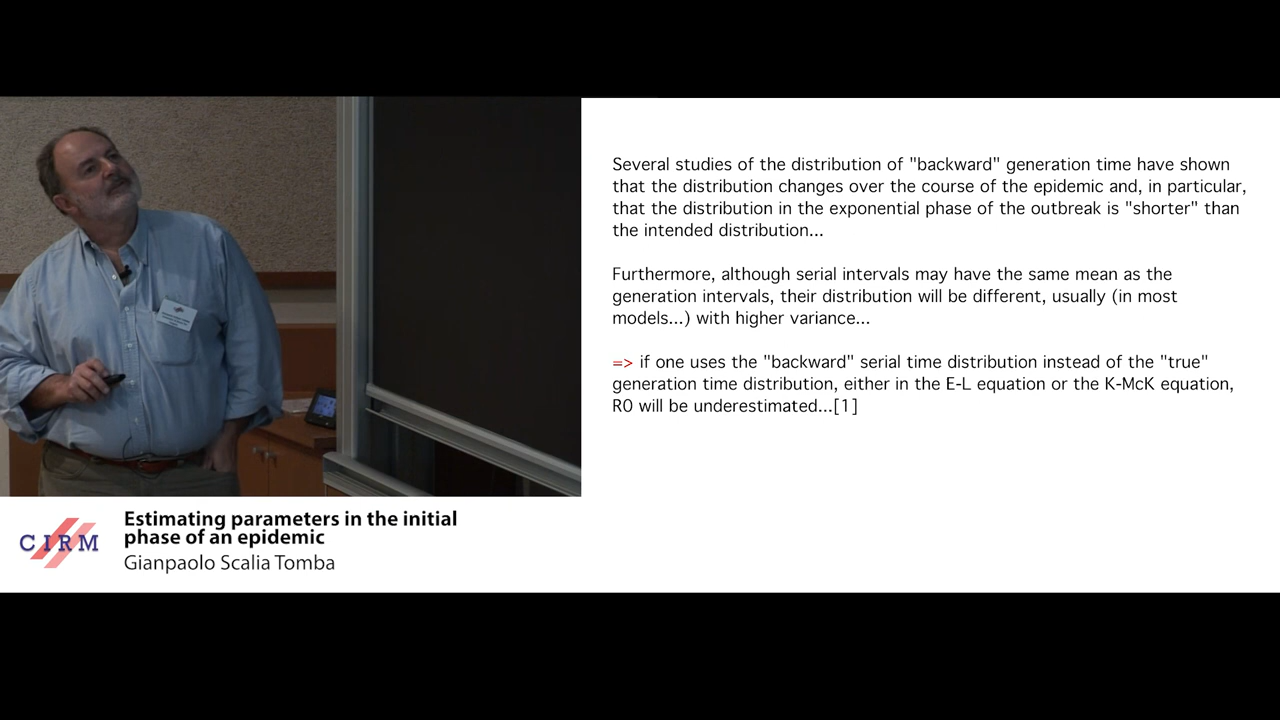 Several studies of the distribution of "backward" generation time have shown
that the distribution changes over the course of the epidemic and, in particular,
that the distribution in the exponential phase of the outbreak is "shorter" than
the intended distribution...
Furthermore, although serial intervals may have the same mean as the
generation intervals, their distribution will be different, usually (in most
models...) with higher variance...
=> if one uses the "backward" serial time distribution instead of the "true"
generation time distribution, either in the E-L equation or the K-McK equation,
R0 will be underestimated...[1]
CIRM
Estimating parameters in the initial
phase of an epidemic
Gianpaolo Scalia Tomba